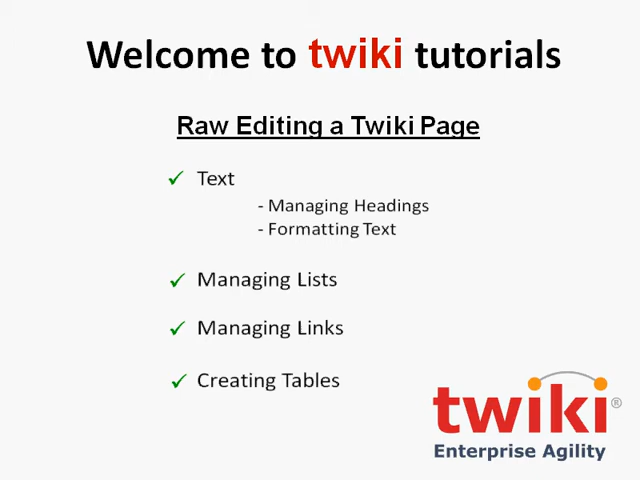 Welcome to twiki tutorials
Raw Editing a Twiki Page
✓ Text
- Managing Headings
- Formatting Text
✓ Managing Lists
✓ Managing Links
✓ Creating Tables
twiki®
Enterprise Agility